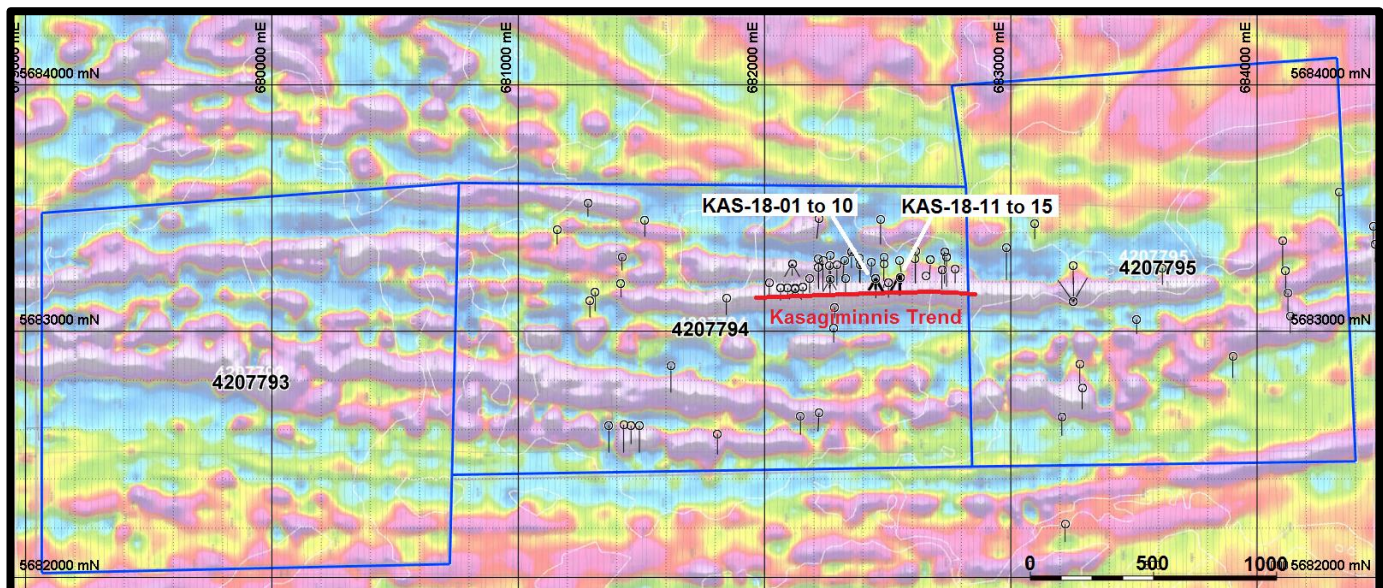 680000 mE
681000 mE
682000 mE
683000 mE
684000 mE
5684000 mN
5684000 mN
KAS-18-01 to 10
KAS-18-11 to 15
4207795
4207795
Kasagiminnis Trend
5683000 mN
4207794
5683000 mN
4207793
0 500 1000
5682000 mN
5682000 mN